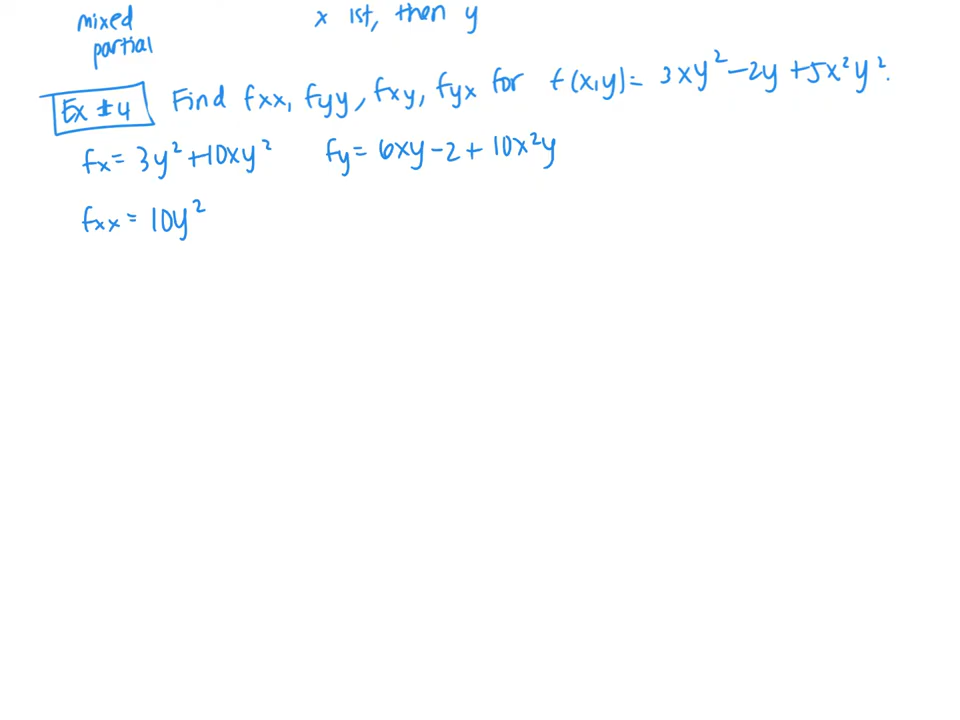 mixed partial
x 1st, then y
Ex 4 Find fxx, fyy, fxy, fyx for f(x,y) = 3xy² - 2y + 5x²y².
fx = 3y² + 10xy² fy = 6xy - 2 + 10x²y
fxx = 10y²